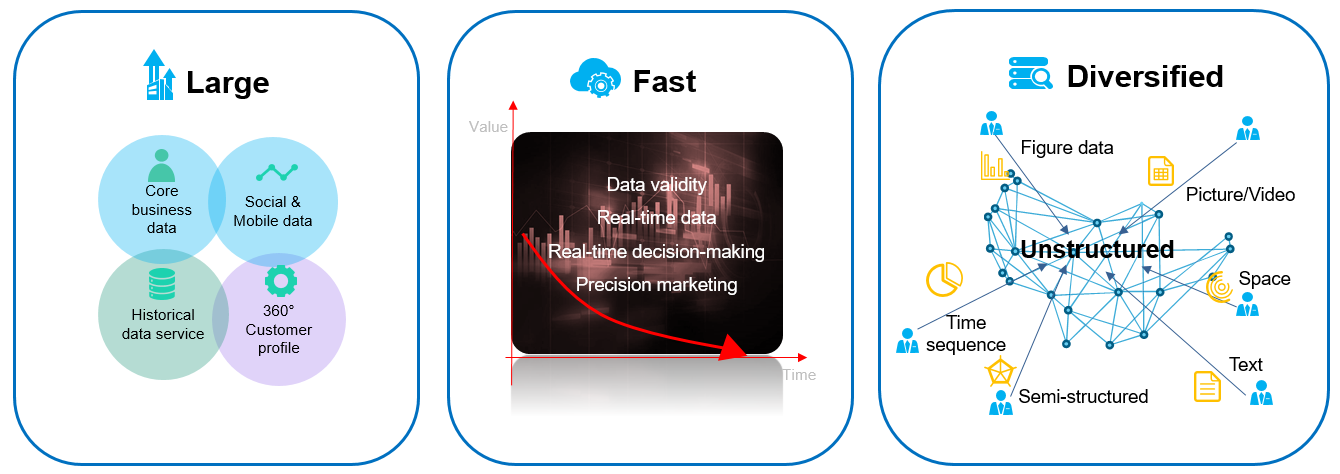 Large
Core
business
data
Social &
Mobile data
Historical
data service
360°
Customer
profile
Fast
Value
Data validity
Real-time data
Real-time decision-making
Precision marketing
Time
Diversified
Figure data
Picture/Video
Unstructured
Space
Time
sequence
Text
Semi-structured